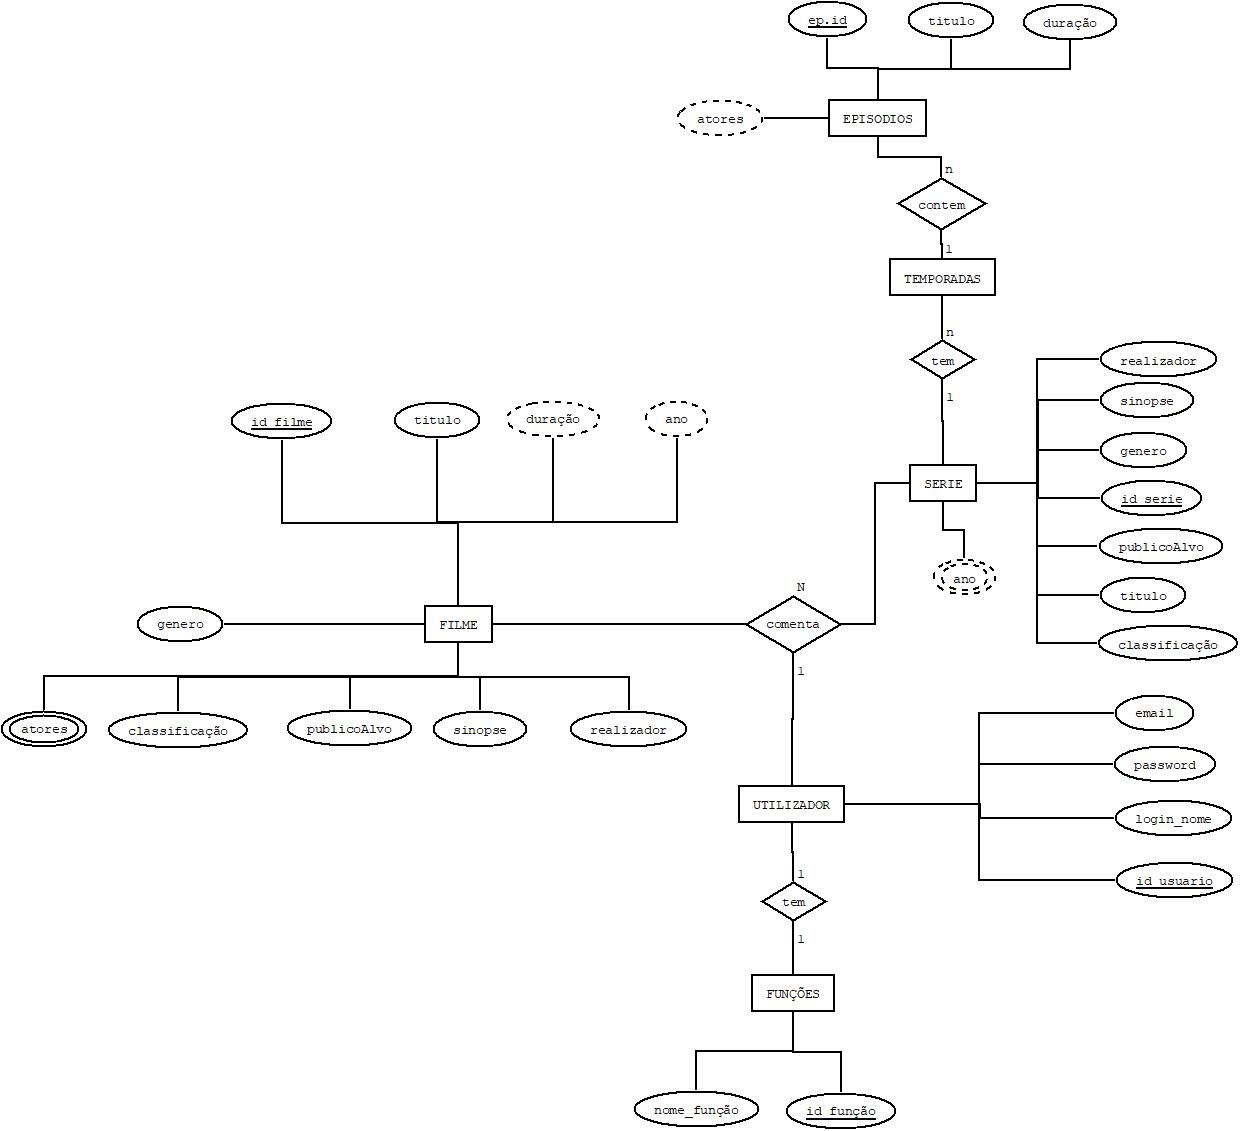 ep.id
titulo
duração
atores
EPISODIOS
n
contem
1
TEMPORADAS
n
tem
1
realizador
sinopse
genero
id serie
publicoAlvo
titulo
classificação
SERIE
ano
id filme
titulo
duração
ano
genero
FILME
N
comenta
1
atores
classificação
publicoAlvo
sinopse
realizador
email
password
login_nome
id usuario
UTILIZADOR
1
tem
1
FUNÇÕES
nome_função
id função